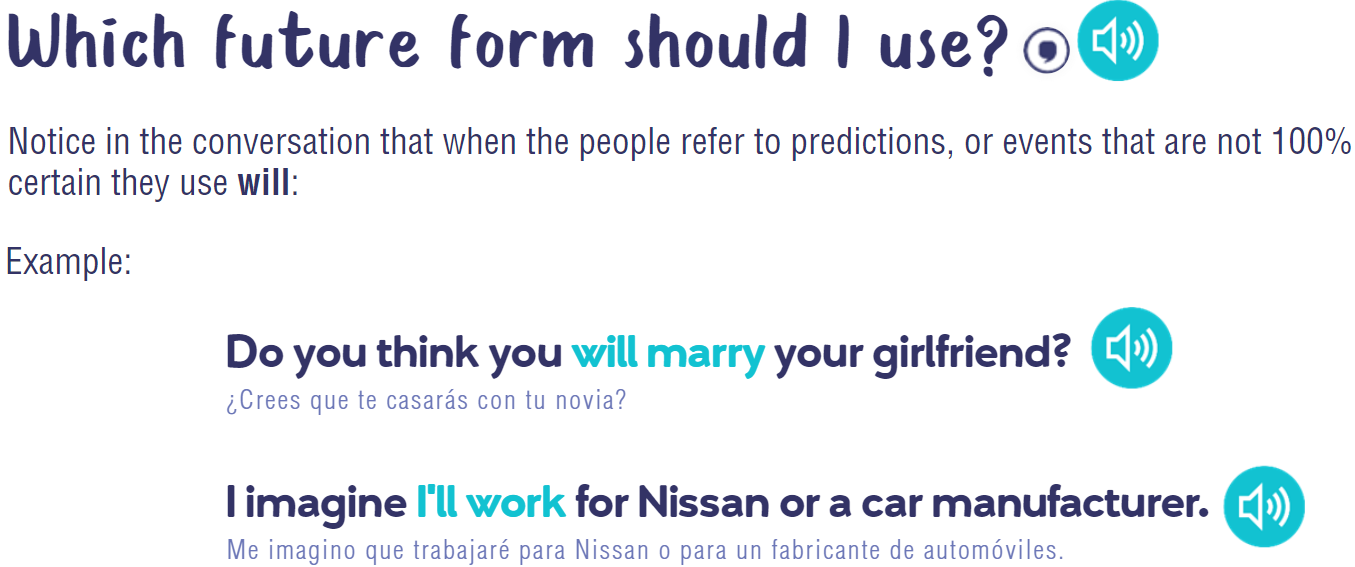 Which future form should I use?
Notice in the conversation that when the people refer to predictions, or events that are not 100%
certain they use will:
Example:
Do you think you will marry your girlfriend?
¿Crees que te casarás con tu novia?
I imagine I'll work for Nissan or a car manufacturer.
Me imagino que trabajaré para Nissan o para un fabricante de automóviles.